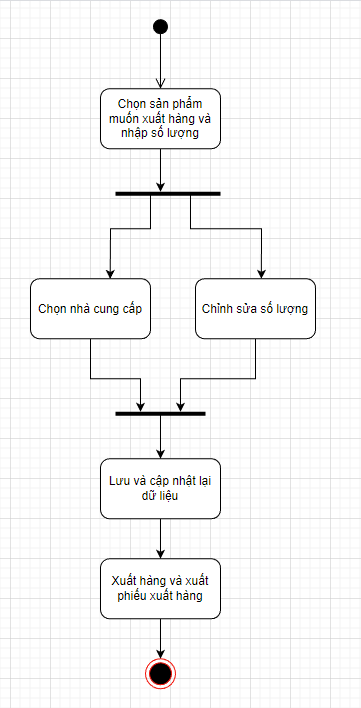 Chọn sản phẩm
muốn xuất hàng và
nhập số lượng
Chọn nhà cung cấp
Chỉnh sửa số lượng
Lưu và cập nhật lại
dữ liệu
Xuất hàng và xuất
phiếu xuất hàng